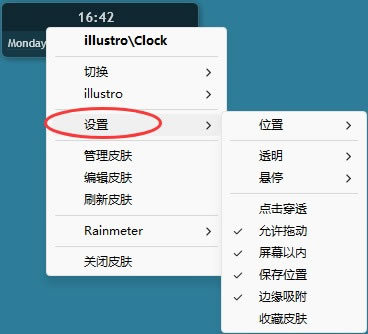 16:42
Monday
illustro\Clock
切换
illustro
设置
管理皮肤
编辑皮肤
刷新皮肤
Rainmeter
关闭皮肤
位置
透明
悬停
点击穿透
允许拖动
屏幕以内
保存位置
边缘吸附
收藏皮肤